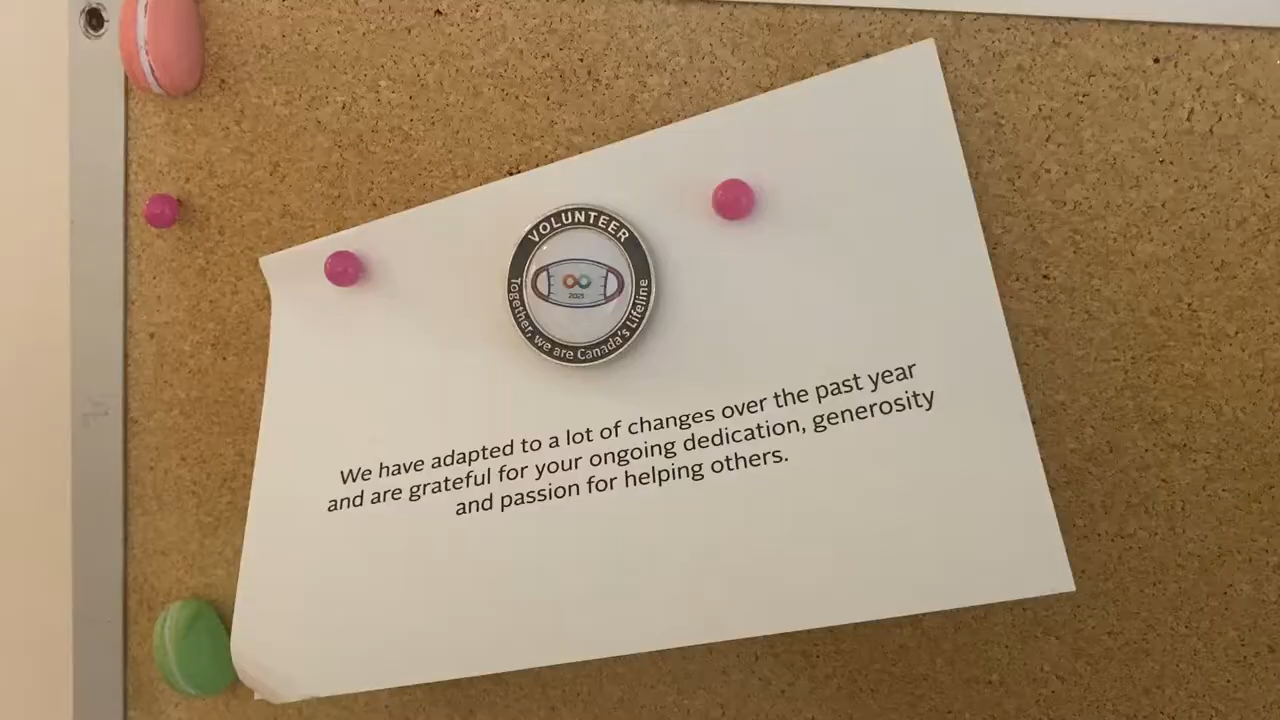 VOLUNTEER
2021
Together, we are Canada's Lifeline
We have adapted to a lot of changes over the past year
and are grateful for your ongoing dedication, generosity
and passion for helping others.